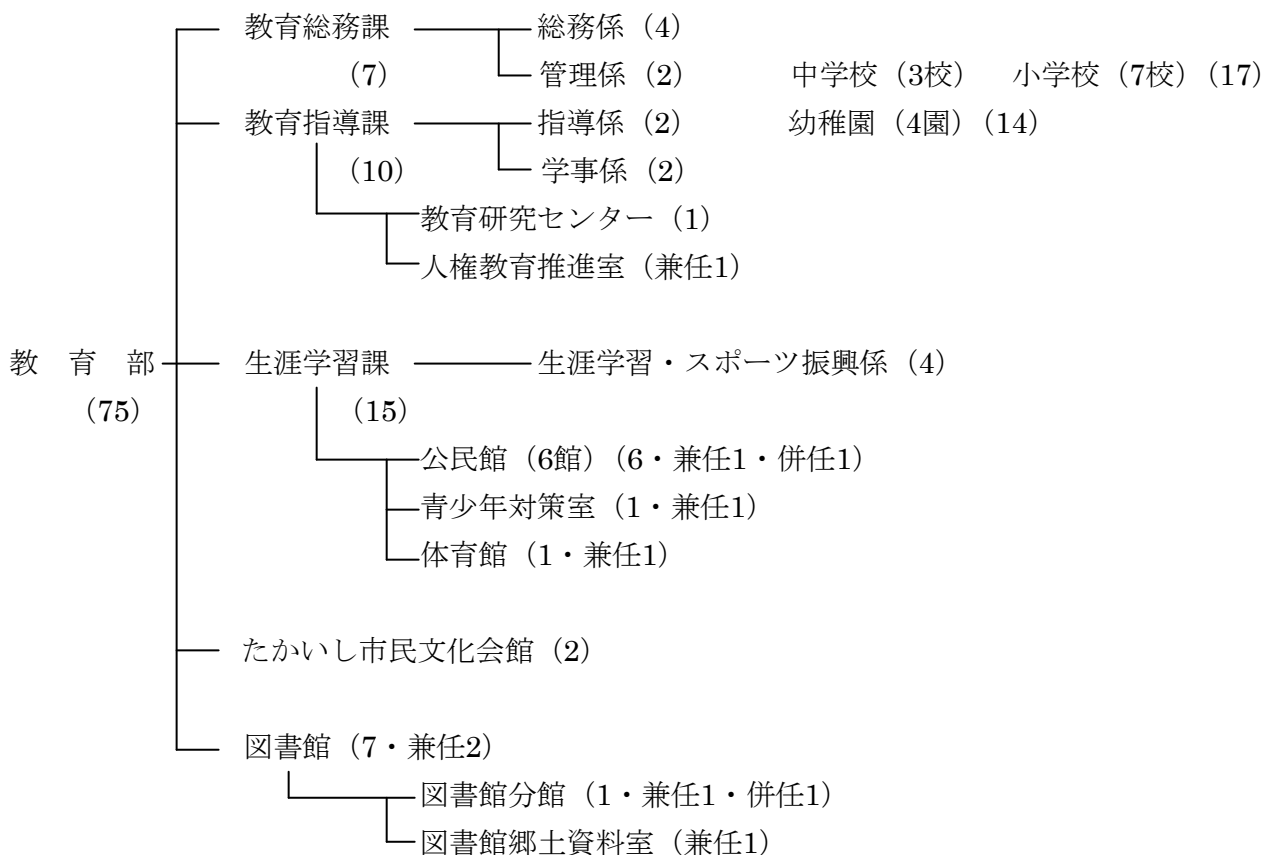 教育総務課 総務係（4）
（7） 管理係（2） 中学校（3校） 小学校（7校）（17）
教育指導課 指導係（2） 幼稚園（4園）（14）
（10） 学事係（2）
教育研究センター（1）
人権教育推進室（兼任1）
教 育 部 生涯学習課 生涯学習・スポーツ振興係（4）
（75） （15）
公民館（6館）（6・兼任1・併任1）
青少年対策室（1・兼任1）
体育館（1・兼任1）
たかいし市民文化会館（2）
図書館（7・兼任2）
図書館分館（1・兼任1・併任1）
図書館郷土資料室（兼任1）